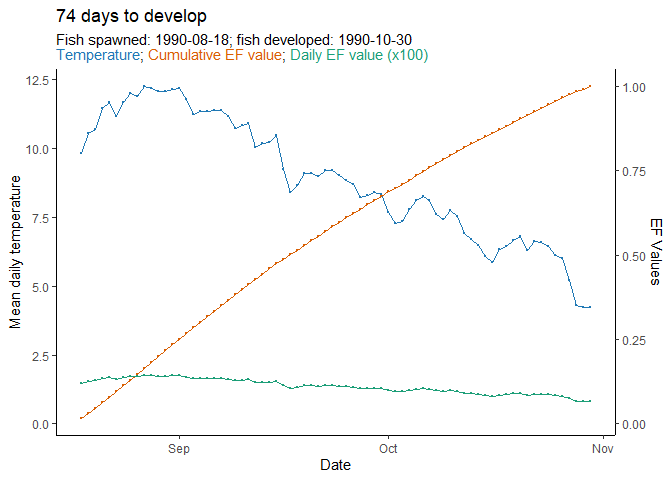 74 days to develop
Fish spawned: 1990-08-18; fish developed: 1990-10-30
Temperature; Cumulative EF value; Daily EF value (x100)
12.5
10.0
7.5
5.0
2.5
0.0
Mean daily temperature
1.00
0.75
0.50
0.25
0.00
EF Values
Sep
Oct
Nov
Date